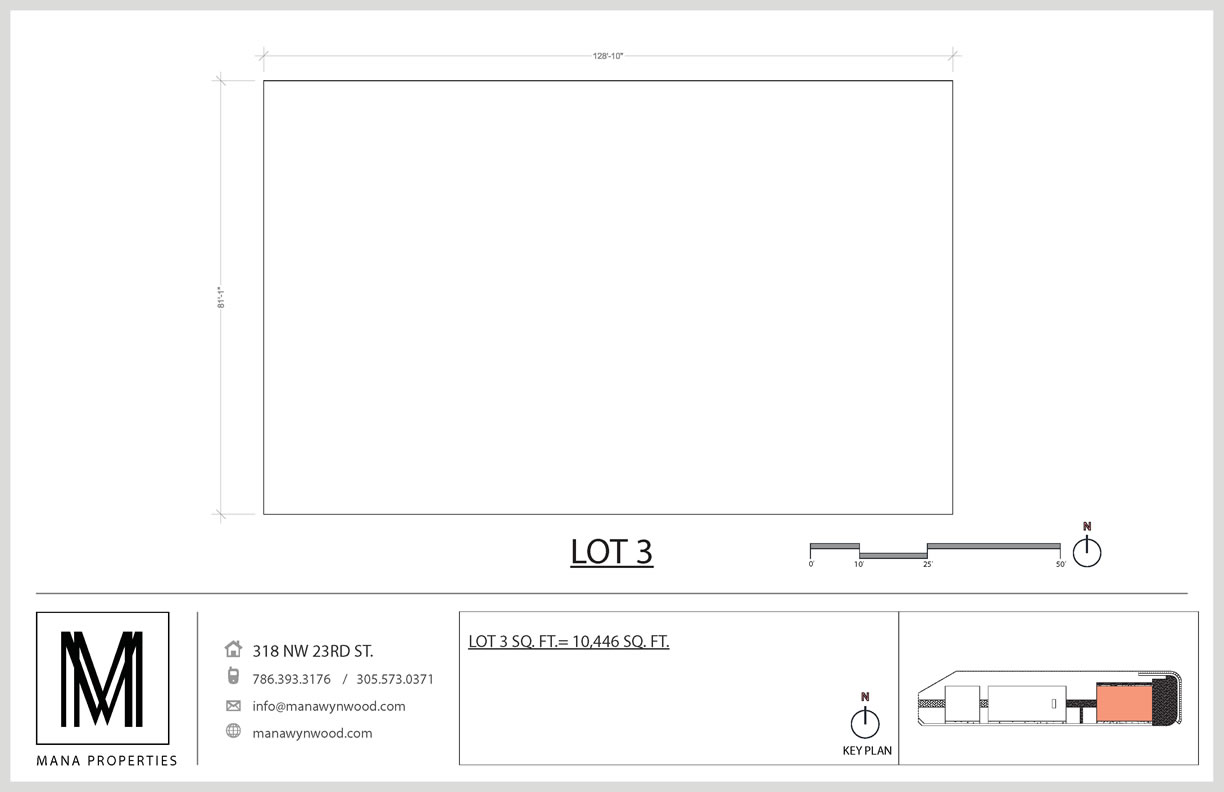 128'-10"
81'-1"
LOT 3
N
0' 10' 25' 50'
M
MANA PROPERTIES
318 NW 23RD ST.
786.393.3176 / 305.573.0371
info@manawynwood.com
manawynwood.com
LOT 3 SQ. FT.= 10,446 SQ. FT.
N
KEY PLAN